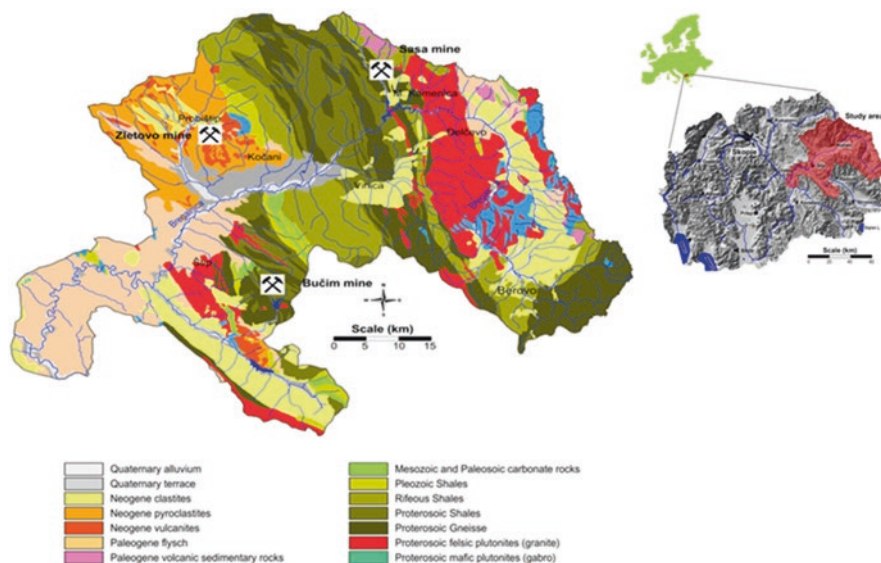 Sasa mine
M. Kamenica
Probištip
Zletovo mine
Kočani
Delčevo
Vinica
Bregalnica
Štip
Bučim mine
Berovo
Scale (km)
0 5 10 15
Study area
Skopje
Scale (km)
Quaternary alluvium
Quaternary terrace
Neogene clastites
Neogene pyroclastites
Neogene vulcanites
Paleogene flysch
Paleogene volcanic sedimentary rocks
Mesozoic and Paleosoic carbonate rocks
Pleozoic Shales
Rifeous Shales
Proterosoic Shales
Proterosoic Gneisse
Proterosoic felsic plutonites (granite)
Proterosoic mafic plutonites (gabro)